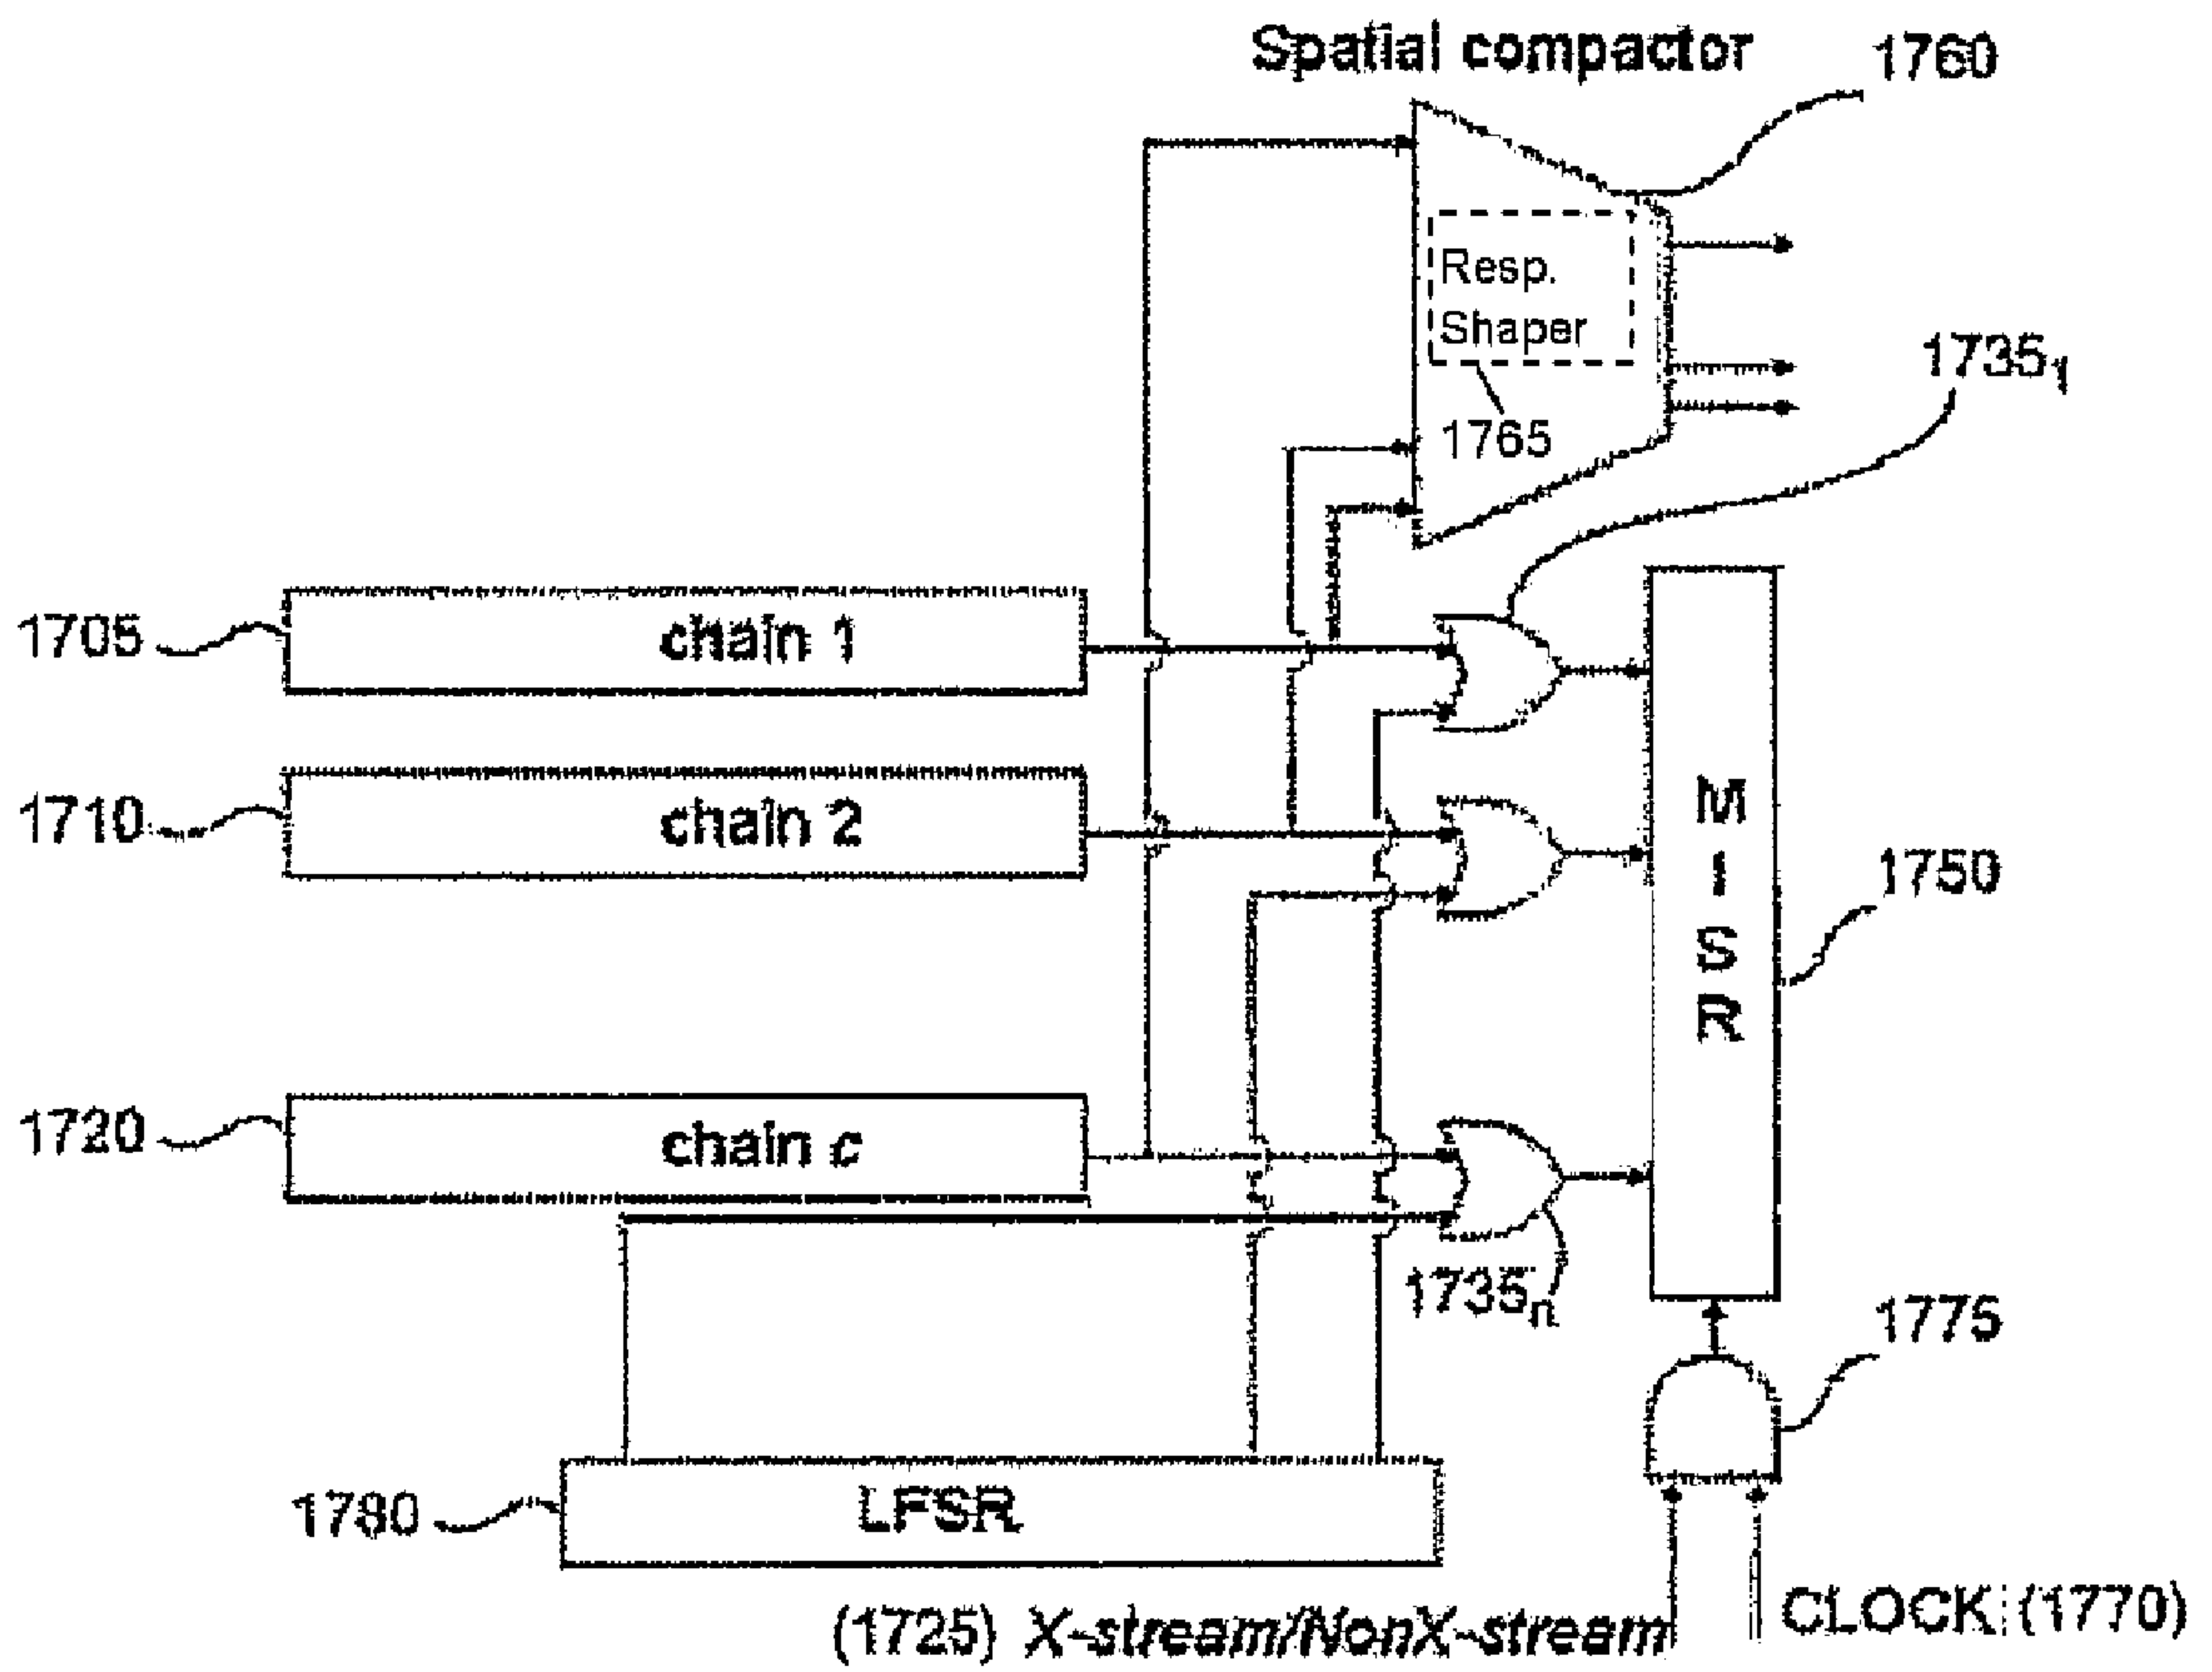 Spatial compactor
1760
Resp.
Shaper
1765
1735₁
1705
chain 1
1710
chain 2
MISR
1750
1720
chain c
1735ₙ
1775
1780
LFSR
(1725) X-stream/NonX-stream
CLOCK (1770)